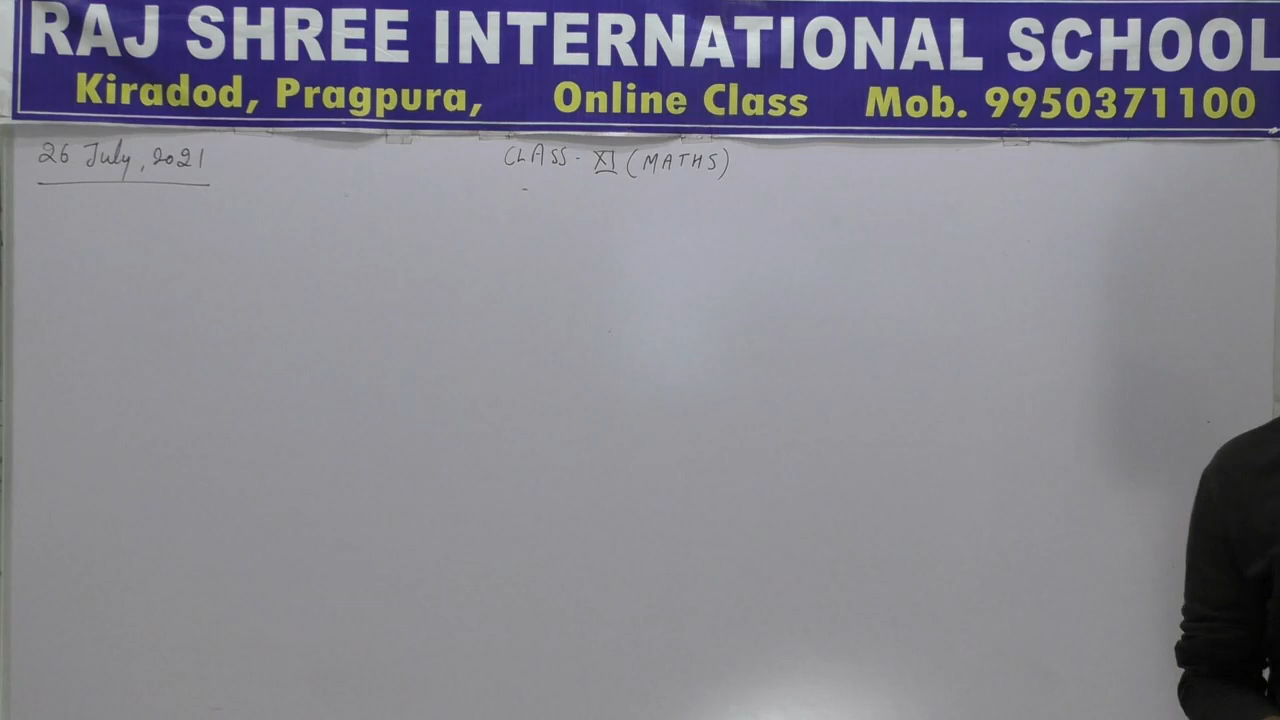 RAJ SHREE INTERNATIONAL SCHOOL
Kiradod, Pragpura, Online Class Mob. 9950371100
26 July, 2021 CLASS - XI (MATHS)